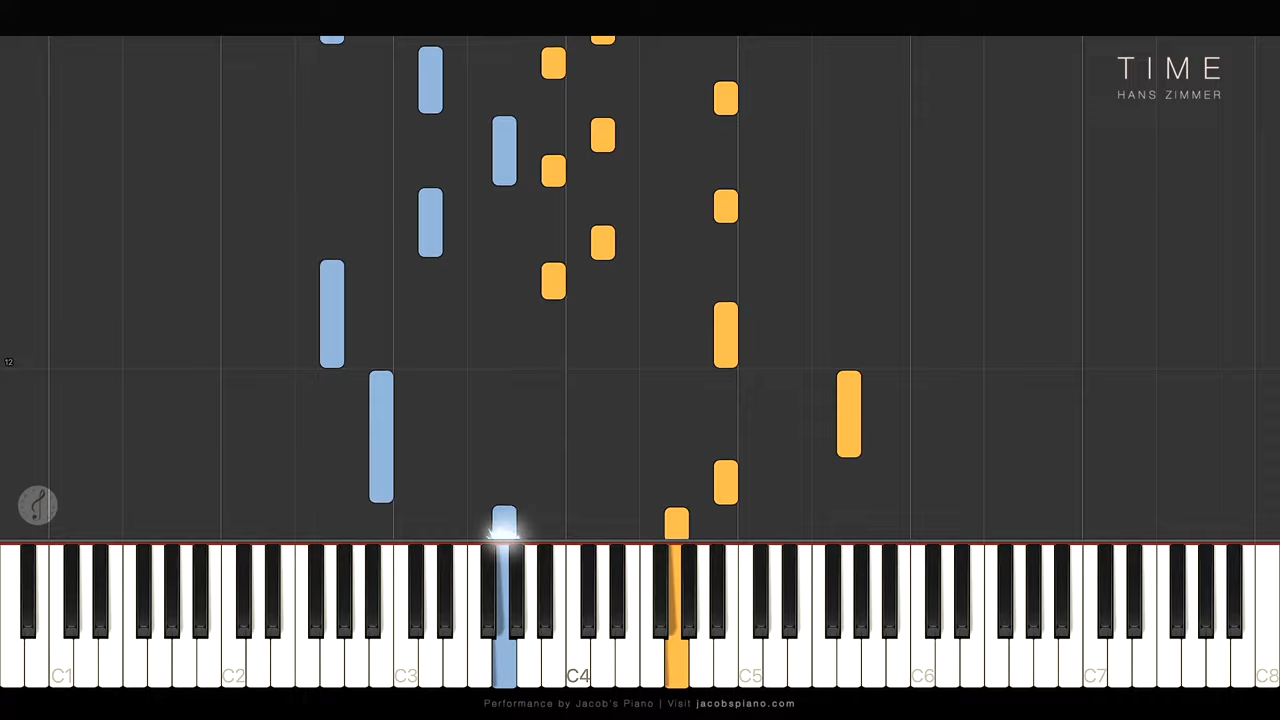 TIME
HANS ZIMMER
12
C1 C2 C3 C4 C5 C6 C7 C8
Performance by Jacob's Piano | Visit jacobspiano.com